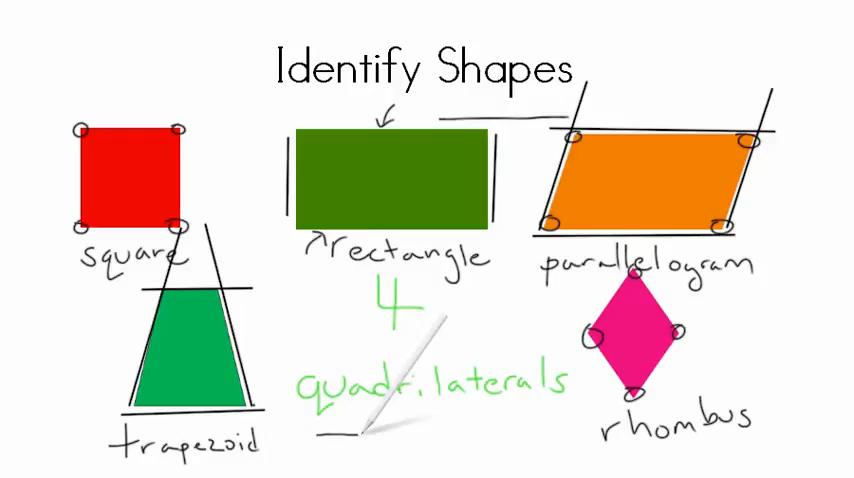 Identify Shapes
square
rectangle
parallelogram
4
quadrilaterals
trapezoid
rhombus